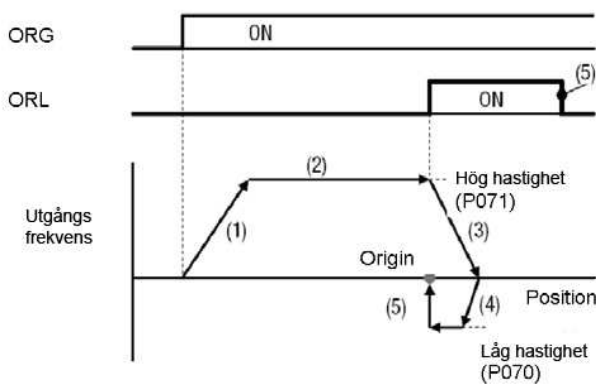 ORG
ON
ORL
ON
(5)
Utgångs
frekvens
(1)
(2)
Hög hastighet
(P071)
(3)
Origin
Position
(5)
(4)
Låg hastighet
(P070)